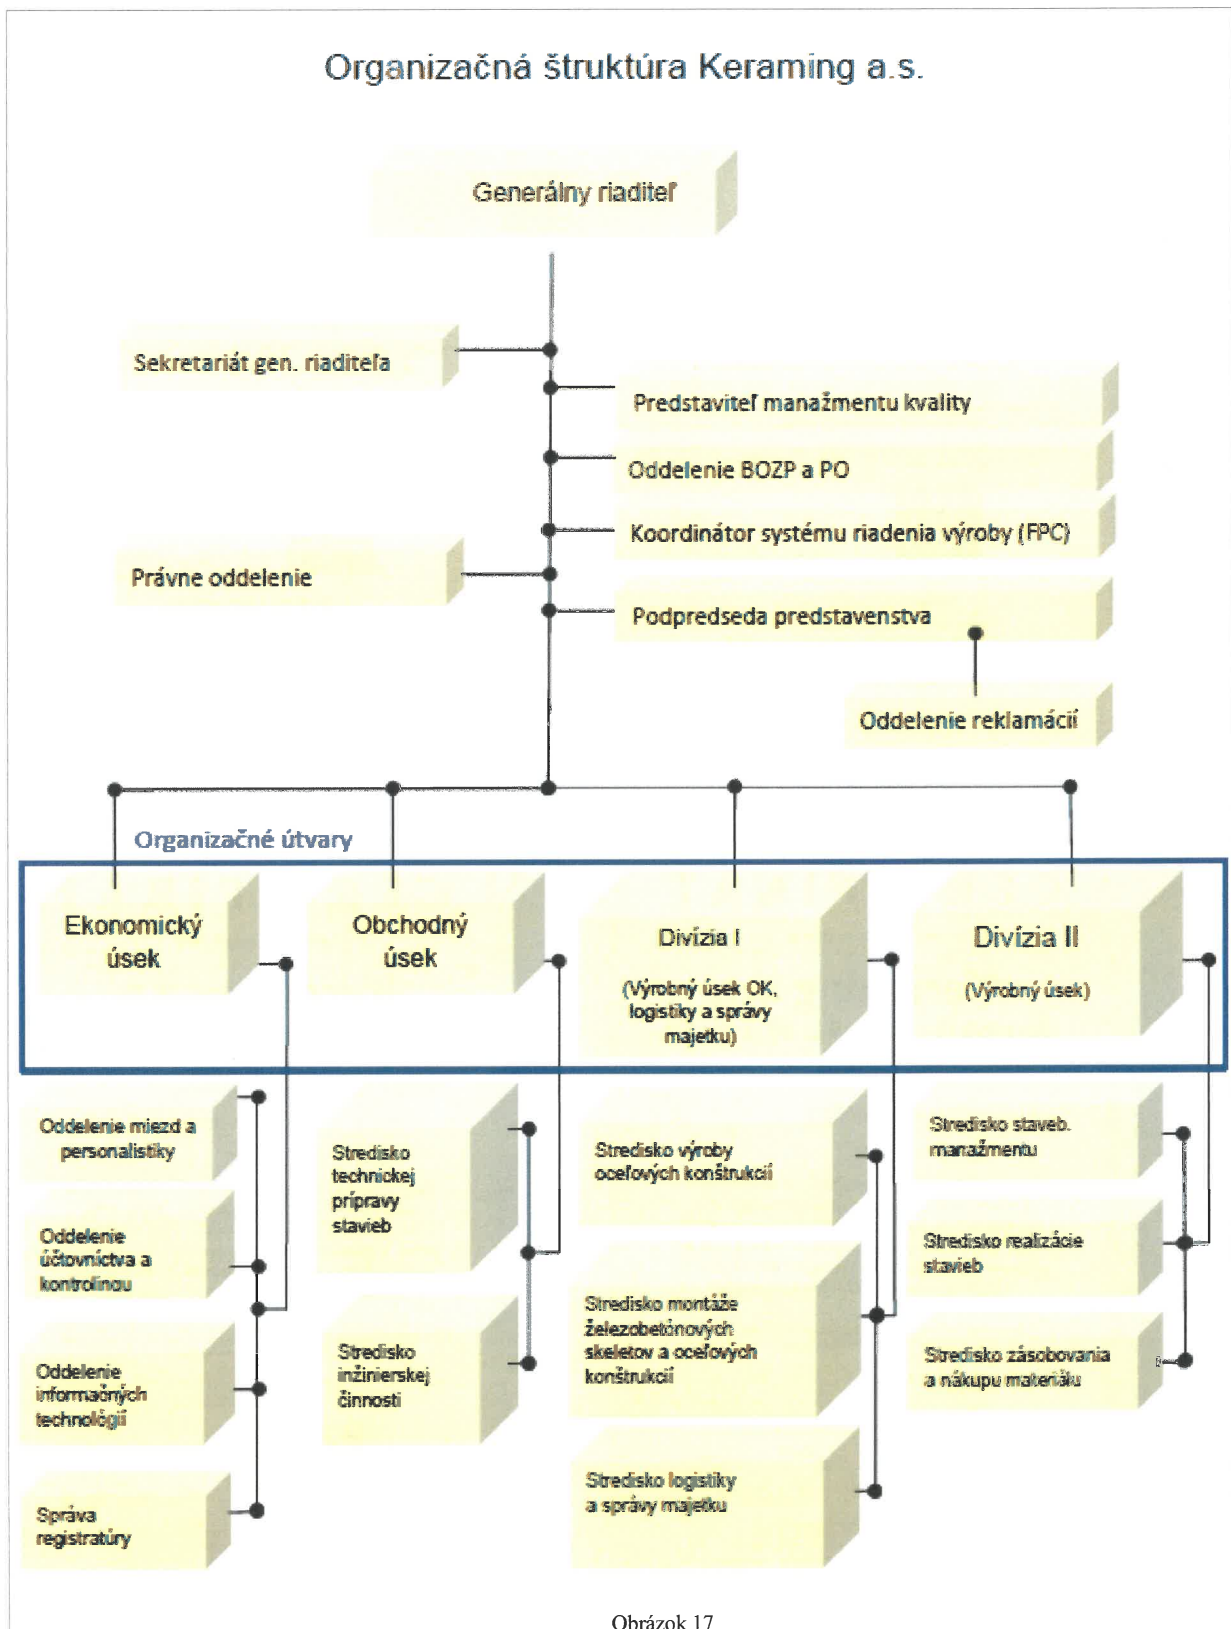 Organizačná štruktúra Keraming a.s.
Generálny riaditeľ
Sekretariát gen. riaditeľa
Predstaviteľ manažmentu kvality
Oddelenie BOZP a PO
Koordinátor systému riadenia výroby (FPC)
Právne oddelenie
Podpredseda predstavenstva
Oddelenie reklamácií
Organizačné útvary
Ekonomický
úsek
Obchodný
úsek
Divízia I
(Výrobný úsek OK,
logistiky a správy
majetku)
Divízia II
(Výrobný úsek)
Oddelenie miezd a
personalistiky
Oddelenie
účtovníctva a
kontrolinou
Oddelenie
informačných
technológií
Správa
registratúry
Stredisko
technickej
prípravy
stavieb
Stredisko
inžinierskej
činnosti
Stredisko výroby
oceľových konštrukcií
Stredisko montáže
železobetónových
skeletov a oceľových
konštrukcií
Stredisko logistiky
a správy majetku
Stredisko staveb.
manažmentu
Stredisko realizácie
stavieb
Stredisko zásobovania
a nákupu materiálu
Obrázok 17